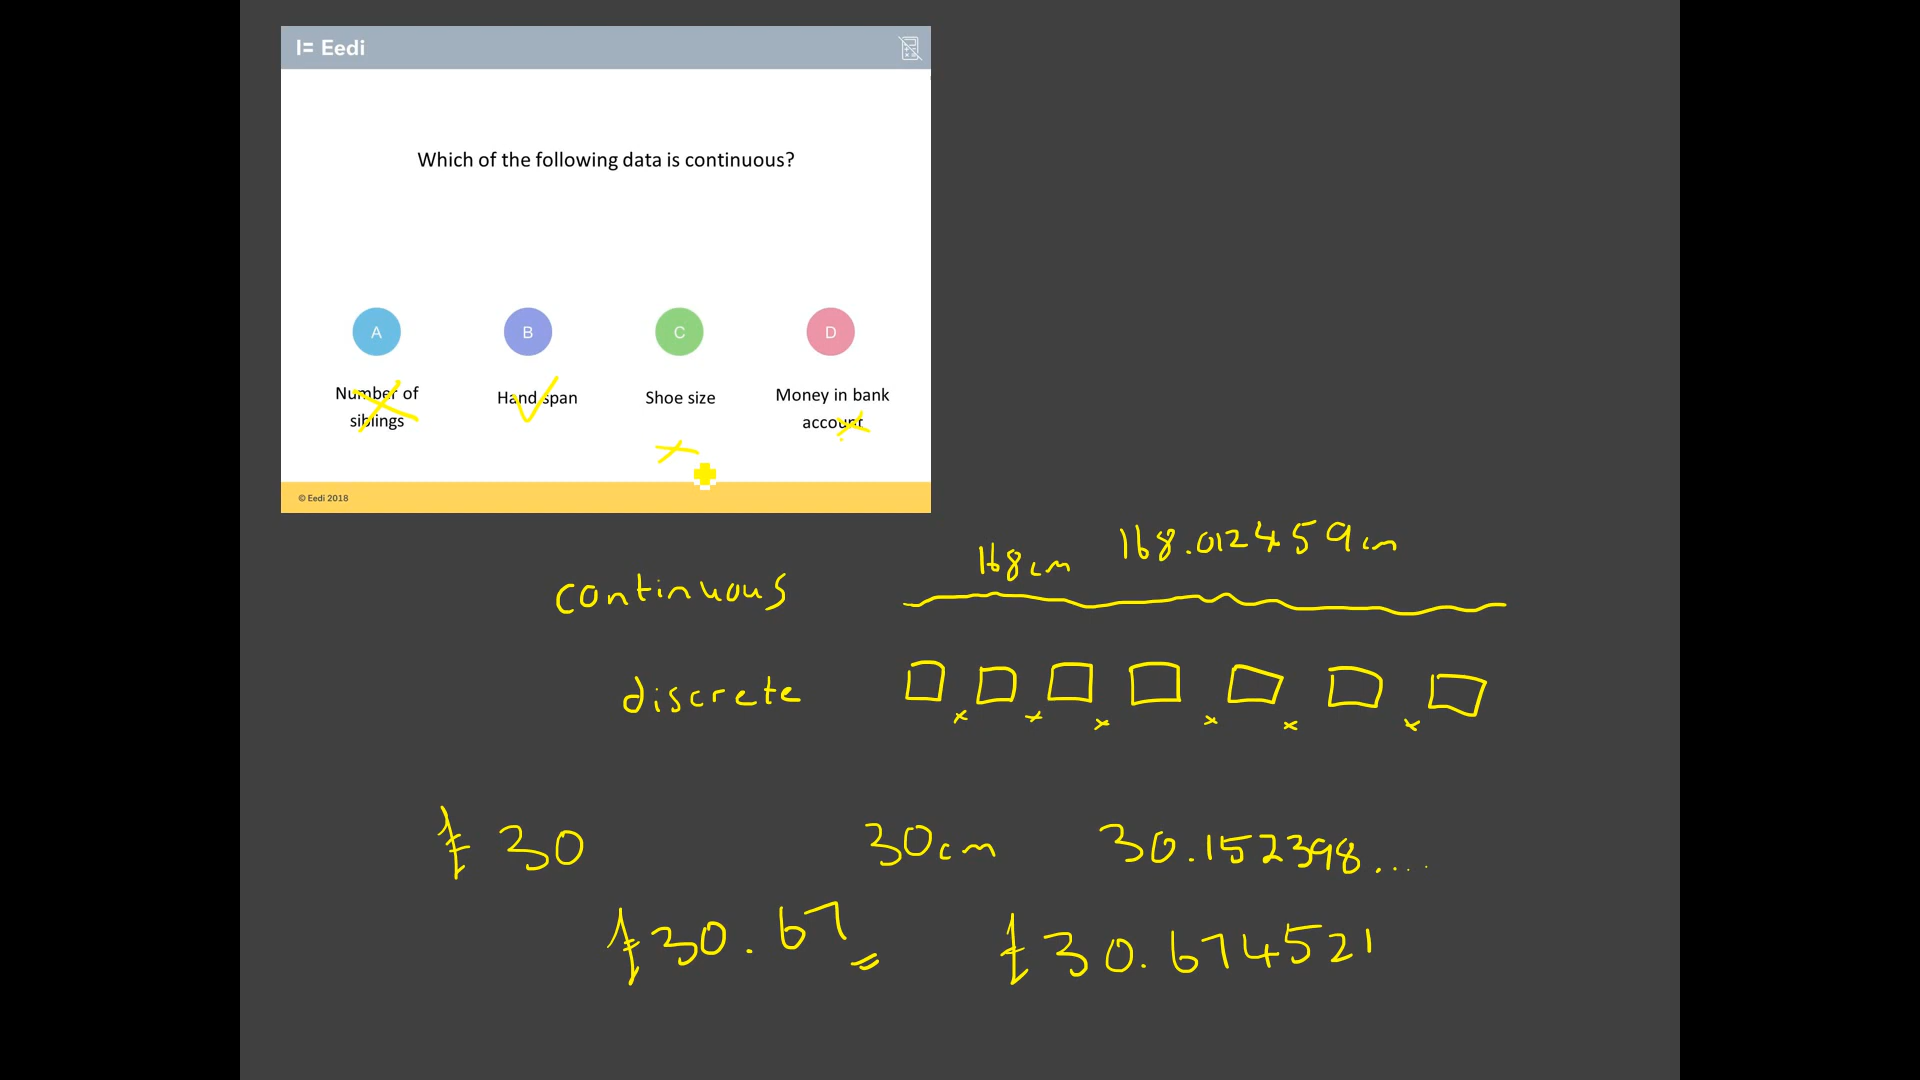 Eedi
Which of the following data is continuous?
A B C D
Number of siblings
Hand span
Shoe size
Money in bank account
© Eedi 2018
168cm 168.012459cm
continuous
discrete
£30 30cm 30.152398....
£30.67 £30.674521